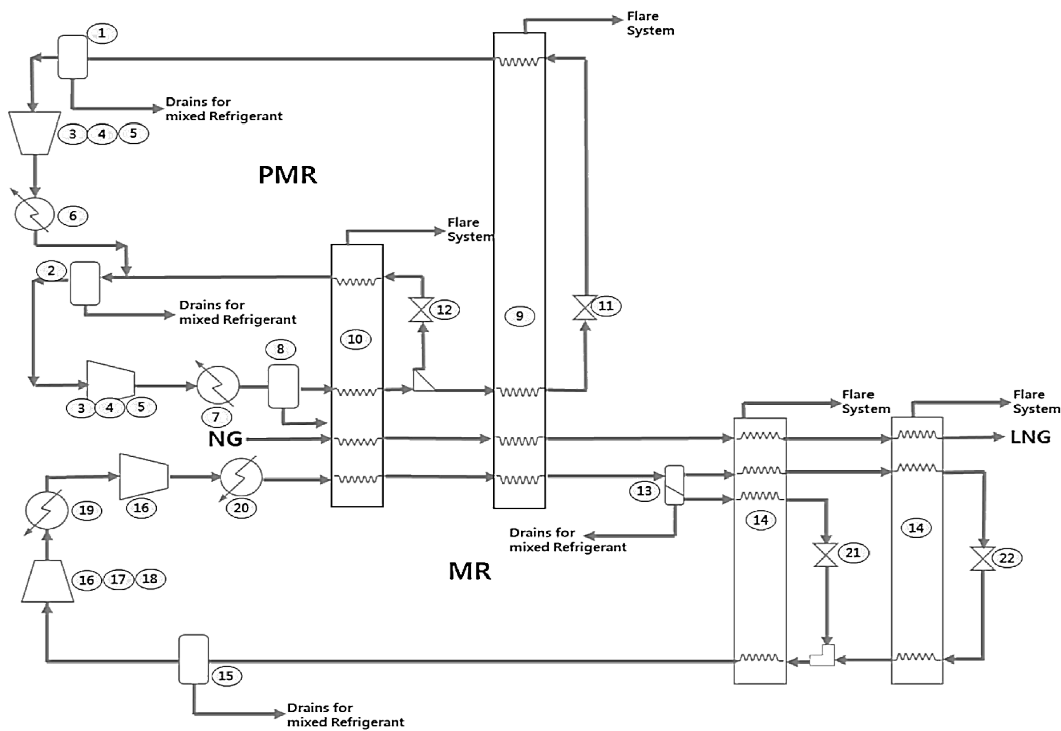 Flare
System
1
Drains for
mixed Refrigerant
3 4 5
PMR
6
Flare
System
2
Drains for
mixed Refrigerant
12
9
11
10
8
3 4 5
7
Flare
System
Flare
System
NG
LNG
13
19
16
20
14
14
Drains for
mixed Refrigerant
21
22
MR
16 17 18
15
Drains for
mixed Refrigerant